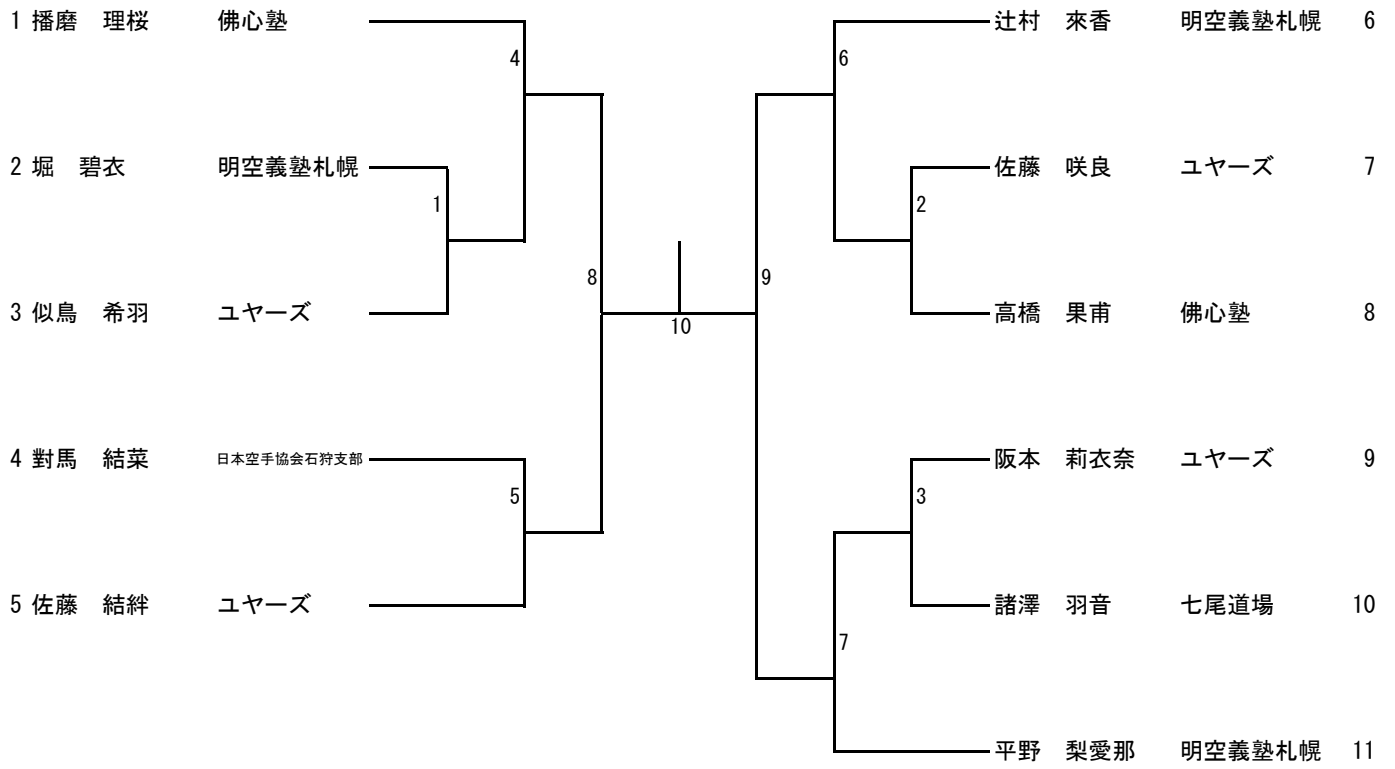 1 播磨　理桜　佛心塾
4
2 堀　碧衣　明空義塾札幌
1
3 似鳥　希羽　ユヤーズ
8
4 對馬　結菜　日本空手協会石狩支部
5
5 佐藤　結絆　ユヤーズ
10
辻村　來香　明空義塾札幌　6
6
佐藤　咲良　ユヤーズ　7
2
9
高橋　果甫　佛心塾　8
阪本　莉衣奈　ユヤーズ　9
3
諸澤　羽音　七尾道場　10
7
平野　梨愛那　明空義塾札幌　11